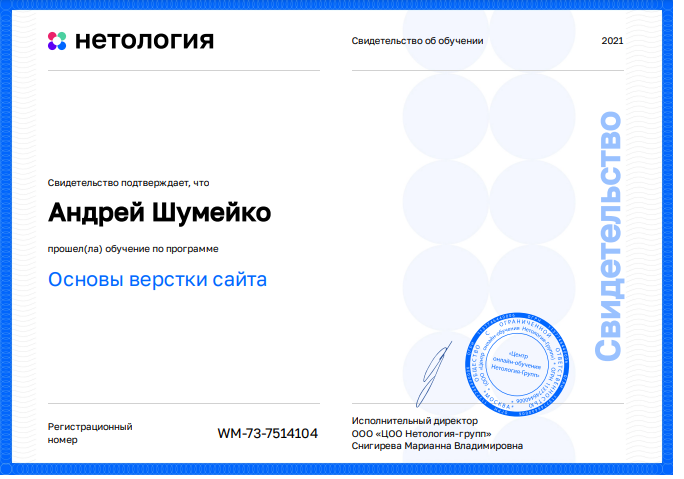 нетология
Свидетельство об обучении
2021
Свидетельство подтверждает, что
Андрей Шумейко
прошел(ла) обучение по программе
Основы верстки сайта
Свидетельство
«Центр
онлайн-обучения
Нетология-Групп»
Регистрационный
номер
WM-73-7514104
Исполнительный директор
ООО «ЦОО Нетология-групп»
Снигирева Марианна Владимировна